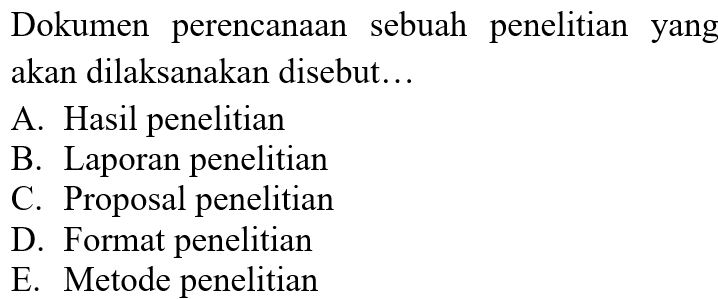 Dokumen perencanaan sebuah penelitian yang
akan dilaksanakan disebut...
A. Hasil penelitian
B. Laporan penelitian
C. Proposal penelitian
D. Format penelitian
E. Metode penelitian